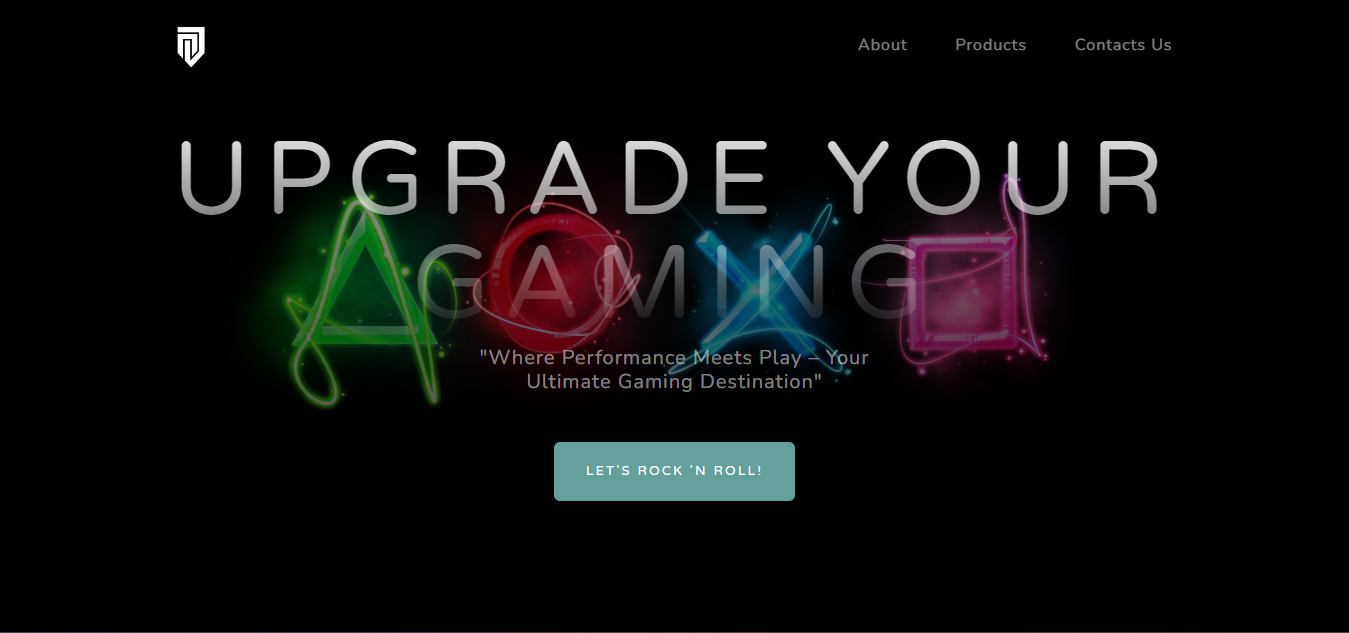 About Products Contacts Us
UPGRADE YOUR
GAMING
"Where Performance Meets Play – Your
Ultimate Gaming Destination"
LET'S ROCK 'N ROLL!